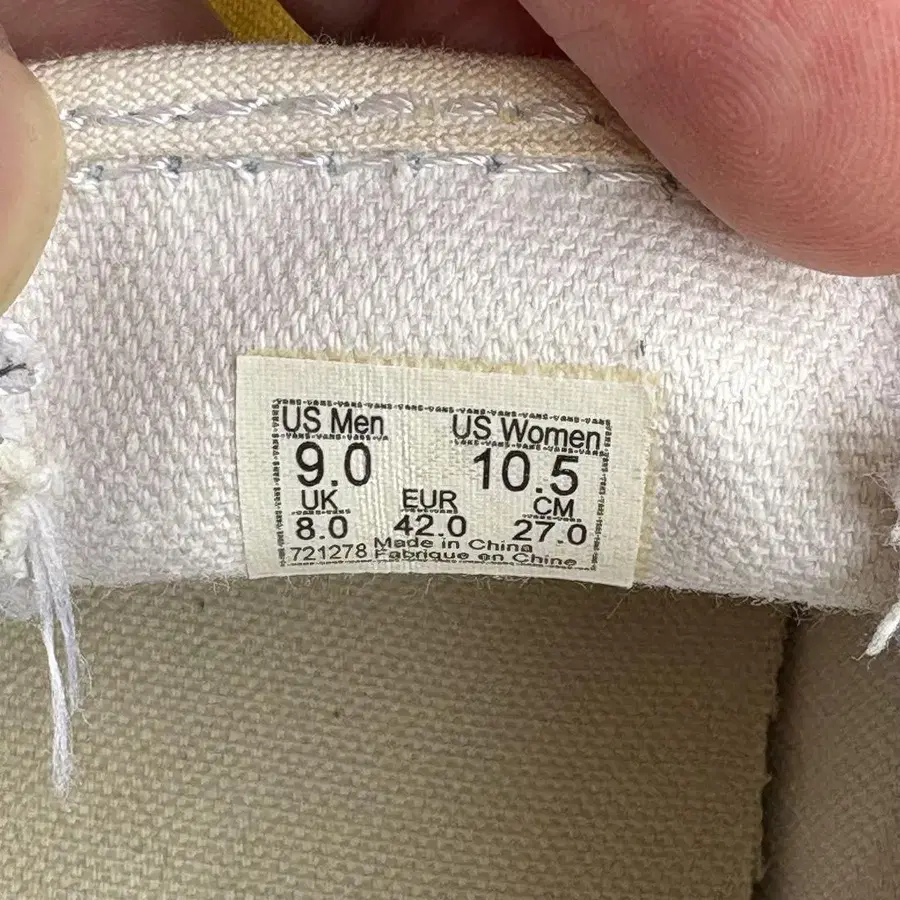 US Men US Women
9.0 10.5
UK EUR CM
8.0 42.0 27.0
721278 Made in China
Fabrique en Chine